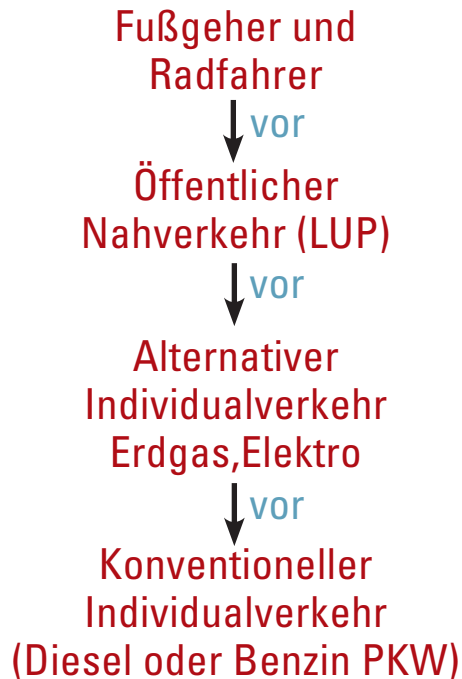 Fußgeher und
Radfahrer
vor
Öffentlicher
Nahverkehr (LUP)
vor
Alternativer
Individualverkehr
Erdgas,Elektro
vor
Konventioneller
Individualverkehr
(Diesel oder Benzin PKW)